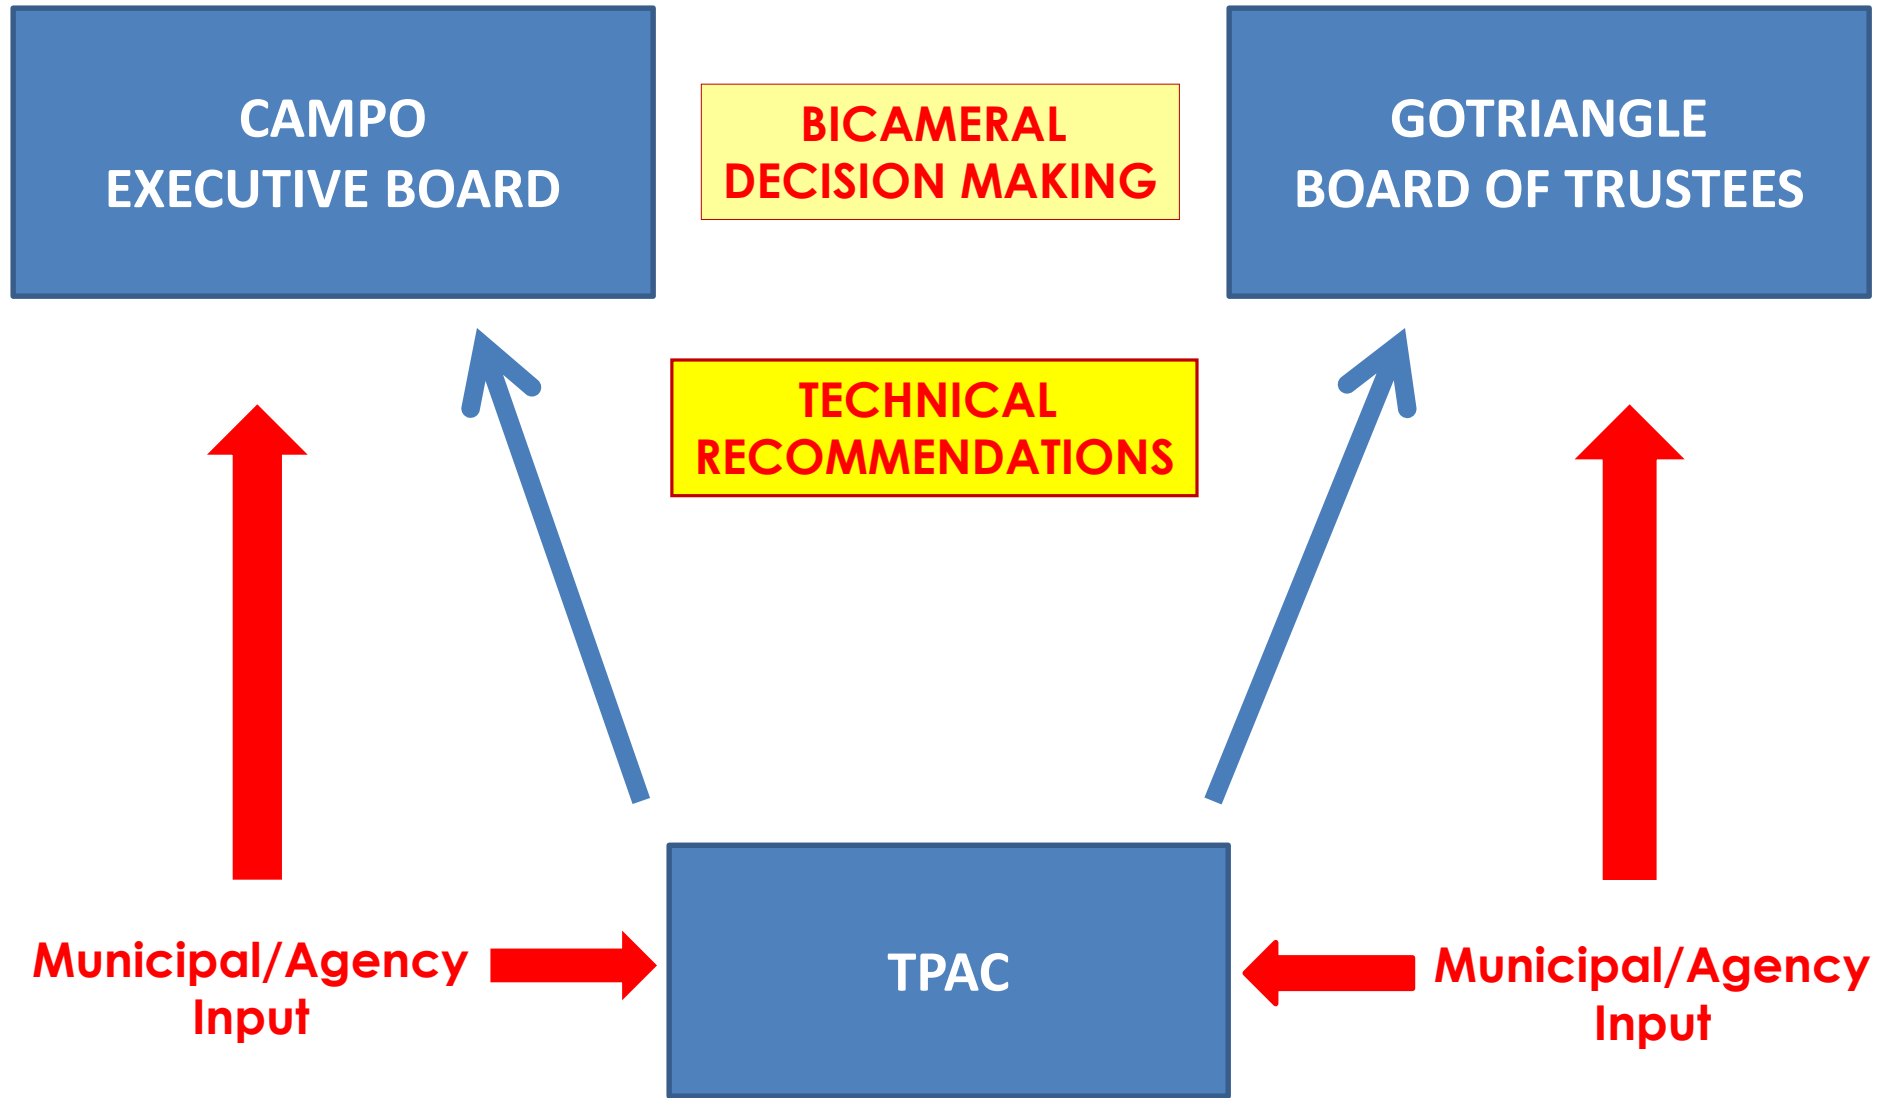 CAMPO
EXECUTIVE BOARD
BICAMERAL
DECISION MAKING
GOTRIANGLE
BOARD OF TRUSTEES
TECHNICAL
RECOMMENDATIONS
Municipal/Agency
Input
TPAC
Municipal/Agency
Input